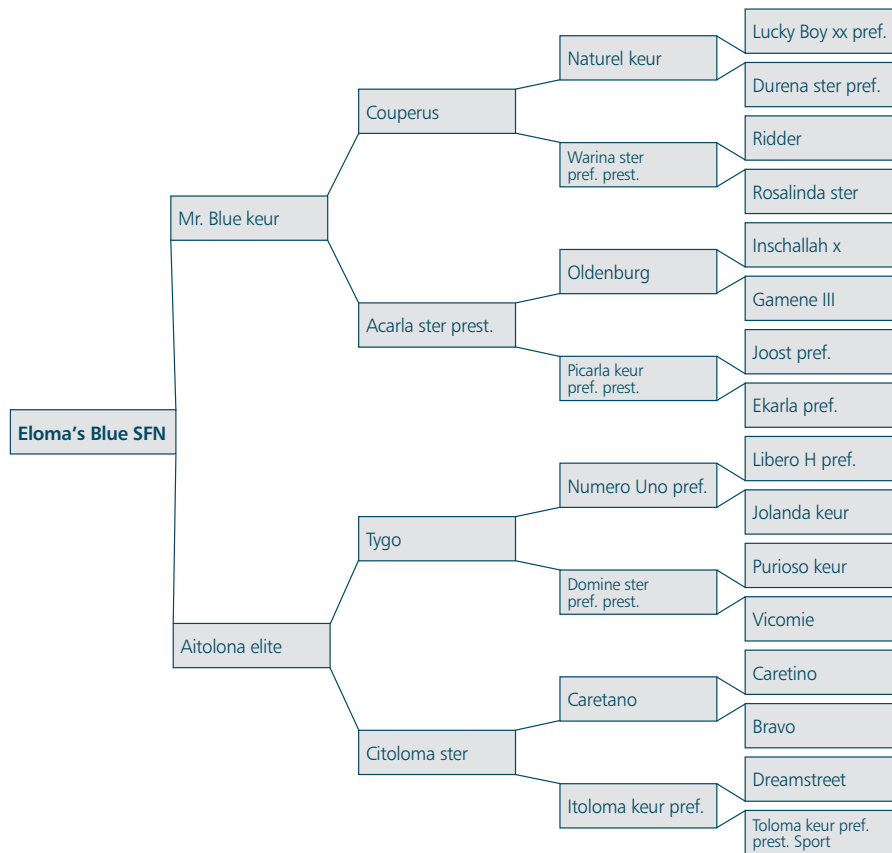 Lucky Boy xx pref.
Naturel keur
Durena ster pref.
Couperus
Ridder
Warina ster
pref. prest.
Rosalinda ster
Mr. Blue keur
Inschallah x
Oldenburg
Gamene III
Acarla ster prest.
Joost pref.
Picarla keur
pref. prest.
Ekarla pref.
Eloma’s Blue SFN
Libero H pref.
Numero Uno pref.
Jolanda keur
Tygo
Purioso keur
Domine ster
pref. prest.
Vicomie
Aitolona elite
Caretino
Caretano
Bravo
Citoloma ster
Dreamstreet
Itoloma keur pref.
Toloma keur pref.
prest. Sport